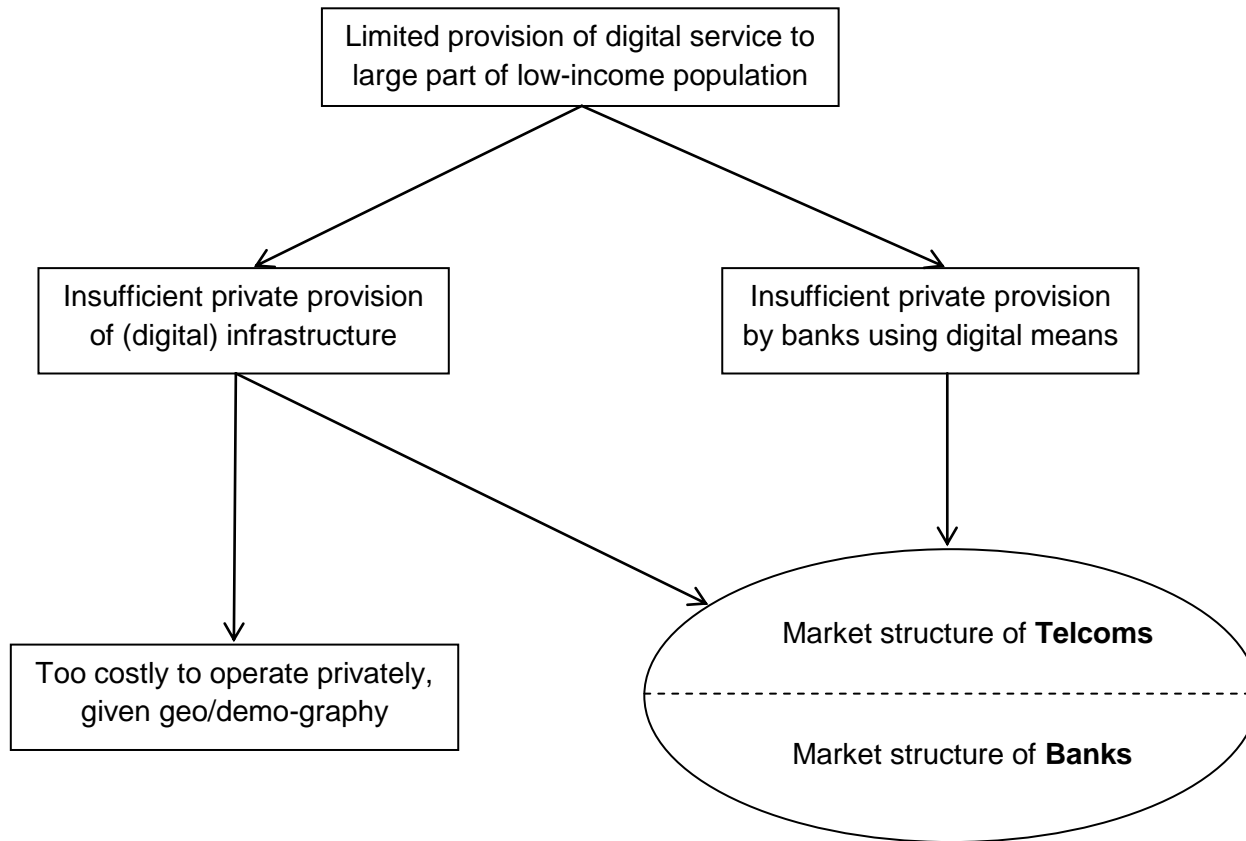 Limited provision of digital service to
large part of low-income population
Insufficient private provision
of (digital) infrastructure
Insufficient private provision
by banks using digital means
Too costly to operate privately,
given geo/demo-graphy
Market structure of Telcoms
Market structure of Banks